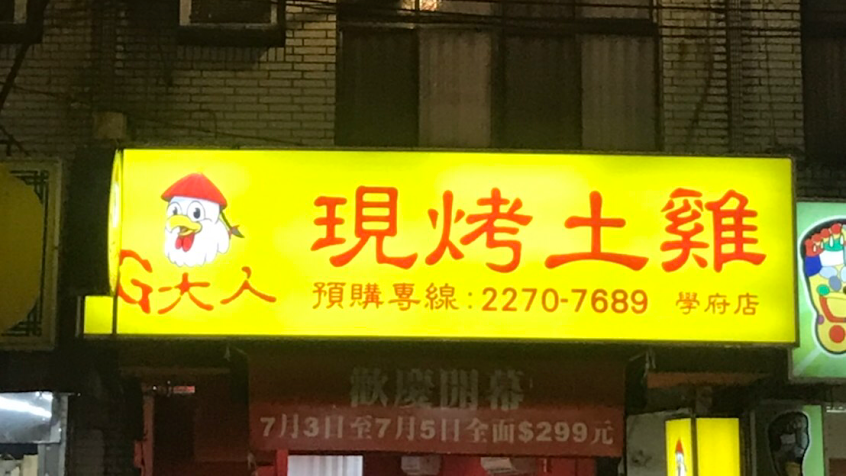 現烤土雞
G大人
預購專線:2270-7689 學府店
歡慶開幕
7月3日至7月5日全面$299元